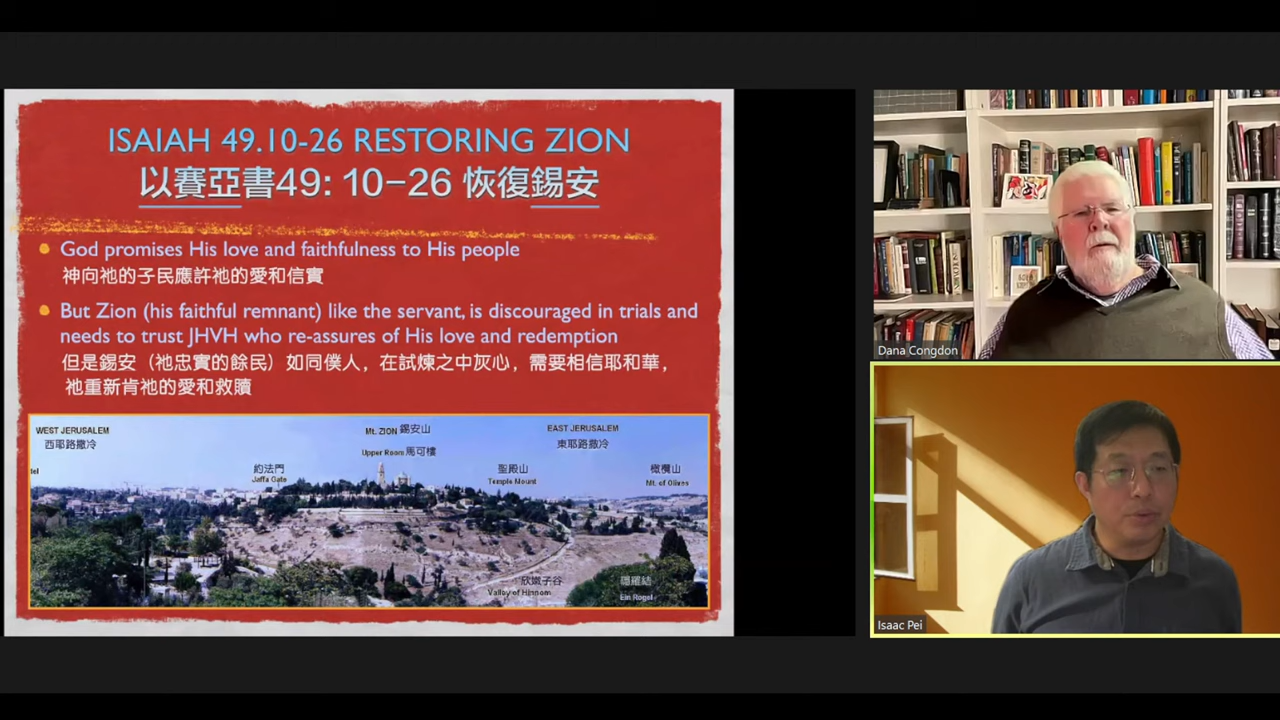 ISAIAH 49.10-26 RESTORING ZION
以賽亞書49: 10-26 恢復錫安
God promises His love and faithfulness to His people
神向祂的子民應許祂的愛和信實
But Zion (his faithful remnant) like the servant, is discouraged in trials and
needs to trust JHVH who re-assures of His love and redemption
但是錫安（祂忠實的餘民）如同僕人，在試煉之中灰心，需要相信耶和華，
祂重新肯祂的愛和救贖
WEST JERUSALEM
西耶路撒冷
Mt. ZION 錫安山
Upper Room 馬可樓
EAST JERUSALEM
東耶路撒冷
tel
約法門
Jaffa Gate
聖殿山
Temple Mount
橄欖山
Mt. of Olives
欣嫩子谷
Valley of Hinnom
隱羅結
Ein Rogel
Dana Congdon
Isaac Pei